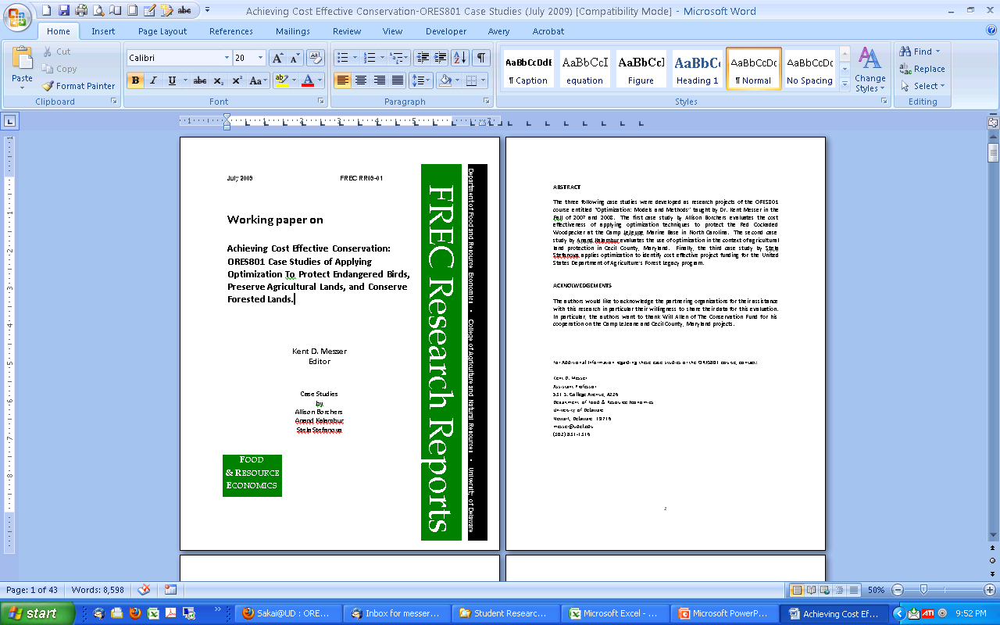 Achieving Cost Effective Conservation-ORES801 Case Studies (July 2009) [Compatibility Mode] - Microsoft Word
Home Insert Page Layout References Mailings Review View Developer Avery Acrobat
Paste
Cut
Copy
Format Painter
Clipboard
Calibri 20
Font
Paragraph
AaBbCcDdE AaBbCcI AaBbCc] AaBbC AaBbCcDc AaBbCcDc
¶ Caption equation Figure Heading 1 ¶ Normal No Spacing
Change Styles
Styles
Find
Replace
Select
Editing
July 2009 FREC RR09-01
Working paper on
Achieving Cost Effective Conservation:
ORES801 Case Studies of Applying
Optimization To Protect Endangered Birds,
Preserve Agricultural Lands, and Conserve
Forested Lands.
Kent D. Messer
Editor
Case Studies
by
Allison Borchers
Anand Kalambur
Stela Stefanova
FOOD
& RESOURCE
ECONOMICS
FREC Research Reports
Department of Food and Resource Economics • College of Agriculture and Natural Resources • University of Delaware
ABSTRACT
The three following case studies were developed as research projects of the ORES801
course entitled "Optimization: Models and Methods" taught by Dr. Kent Messer in the
Fall of 2007 and 2008. The first case study by Allison Borchers evaluates the cost
effectiveness of applying optimization techniques to protect the Red Cockaded
Woodpecker at the Camp LeJeune Marine Base in North Carolina. The second case
study by Anand Kalambur evaluates the use of optimization in the context of agricultural
land protection in Cecil County, Maryland. Finally, the third case study by Stela
Stefanova applies optimization to identify cost effective project funding for the United
States Department of Agriculture's Forest Legacy program.
ACKNOLWEDGEMENTS
The authors would like to acknowledge the partnering organizations for their assistance
with this research in particular their willingness to share their data for this evaluation.
In particular, the authors want to thank Will Allen of The Conservation Fund for his
cooperation on the Camp LeJeane and Cecil County, Maryland projects.
For Additional Information regarding these case studies or the ORES801 course, contact:
Kent D. Messer
Assistant Professor
531 S. College Avenue, #226
Department of Food & Resource Economics
University of Delaware
Newark, Delaware 19716
messer@udel.edu
(302) 831-1316
2
Page: 1 of 43 Words: 8,598 50%
start Sakai@UD : ORE... Inbox for messer... Student Researc... Microsoft Excel - ... Microsoft PowerP... Achieving Cost Ef... ATI 9:52 PM